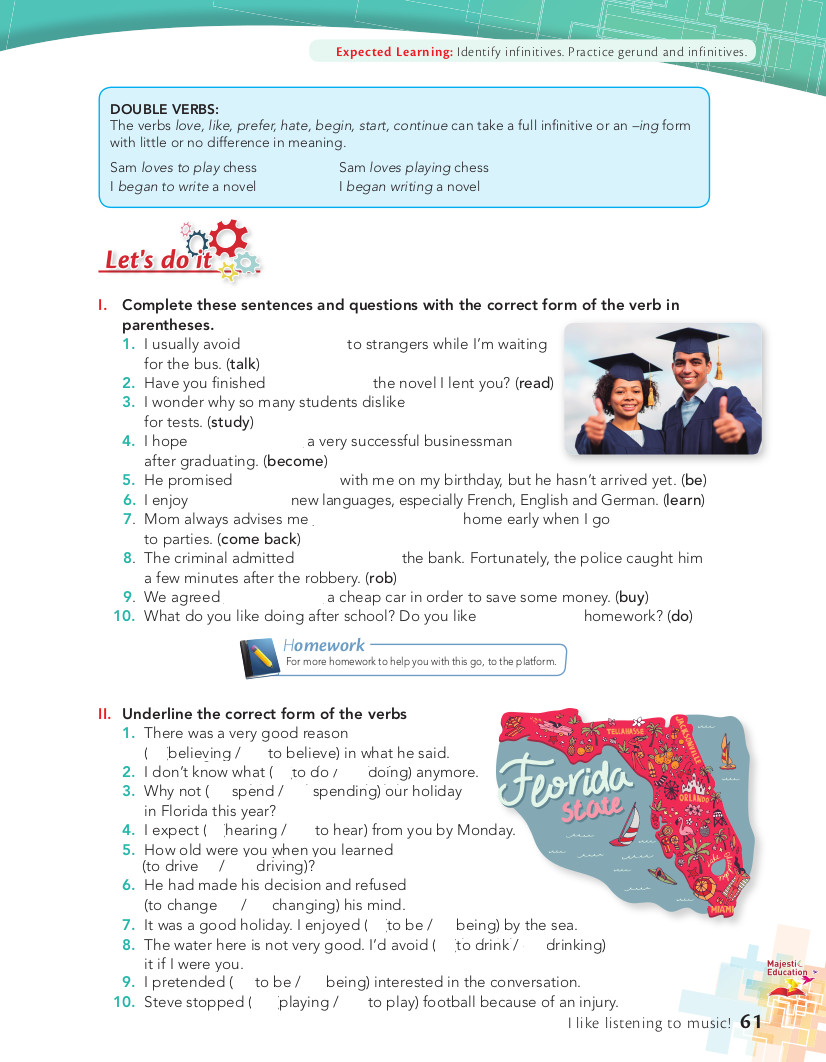 Expected Learning: Identify infinitives. Practice gerund and infinitives.
DOUBLE VERBS:
The verbs love, like, prefer, hate, begin, start, continue can take a full infinitive or an –ing form
with little or no difference in meaning.
Sam loves to play chess Sam loves playing chess
I began to write a novel I began writing a novel
Let's do it
I. Complete these sentences and questions with the correct form of the verb in
parentheses.
1. I usually avoid to strangers while I'm waiting
for the bus. (talk)
2. Have you finished the novel I lent you? (read)
3. I wonder why so many students dislike
for tests. (study)
4. I hope a very successful businessman
after graduating. (become)
5. He promised with me on my birthday, but he hasn't arrived yet. (be)
6. I enjoy new languages, especially French, English and German. (learn)
7. Mom always advises me home early when I go
to parties. (come back)
8. The criminal admitted the bank. Fortunately, the police caught him
a few minutes after the robbery. (rob)
9. We agreed a cheap car in order to save some money. (buy)
10. What do you like doing after school? Do you like homework? (do)
Homework
For more homework to help you with this go, to the platform.
II. Underline the correct form of the verbs
1. There was a very good reason
( believing / to believe) in what he said.
2. I don't know what ( to do / doing) anymore.
3. Why not ( spend / spending) our holiday
in Florida this year?
4. I expect ( hearing / to hear) from you by Monday.
5. How old were you when you learned
(to drive / driving)?
6. He had made his decision and refused
(to change / changing) his mind.
7. It was a good holiday. I enjoyed ( to be / being) by the sea.
8. The water here is not very good. I'd avoid ( to drink / drinking)
it if I were you.
9. I pretended ( to be / being) interested in the conversation.
10. Steve stopped ( playing / to play) football because of an injury.
TELLAHASSE
JACKSONVILLE
Florida
state
ORLANDO
MIAMI
Majestic
Education
I like listening to music! 61